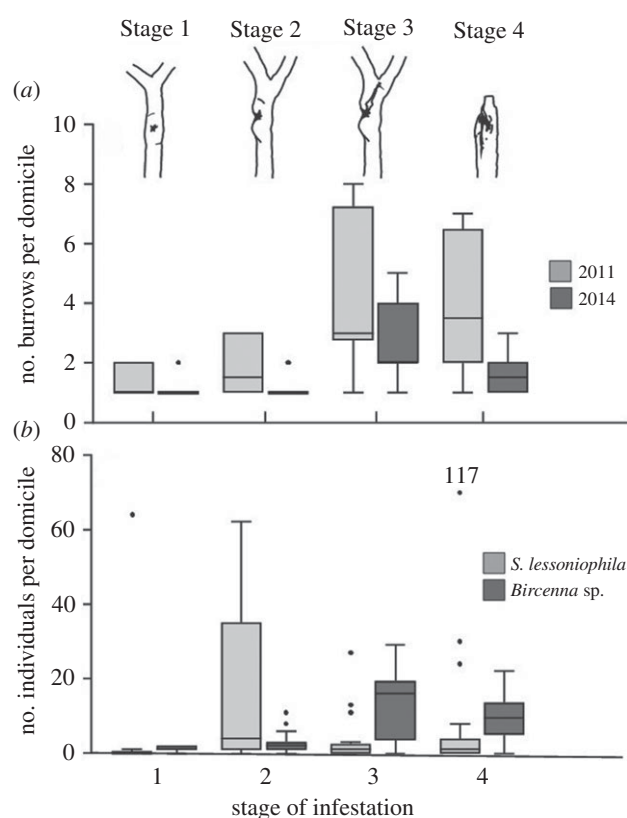 Stage 1 Stage 2 Stage 3 Stage 4
(a)
10
8
6
4
2
0
no. burrows per domicile
2011
2014
(b)
80
60
40
20
0
no. individuals per domicile
117
S. lessoniophila
Bircenna sp.
1 2 3 4
stage of infestation